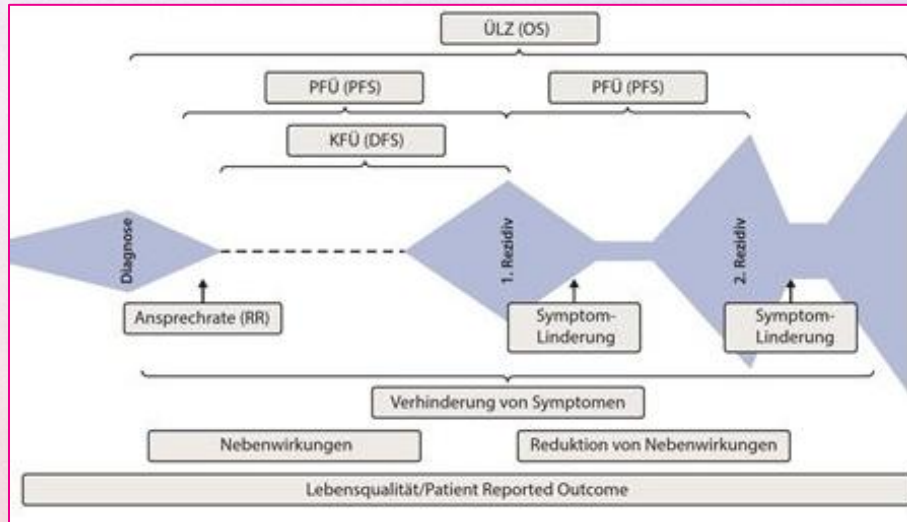 ÜLZ (OS)
PFÜ (PFS)
PFÜ (PFS)
KFÜ (DFS)
Diagnose
1. Rezidiv
2. Rezidiv
Ansprechrate (RR)
Symptom-
Linderung
Symptom-
Linderung
Verhinderung von Symptomen
Nebenwirkungen
Reduktion von Nebenwirkungen
Lebensqualität/Patient Reported Outcome